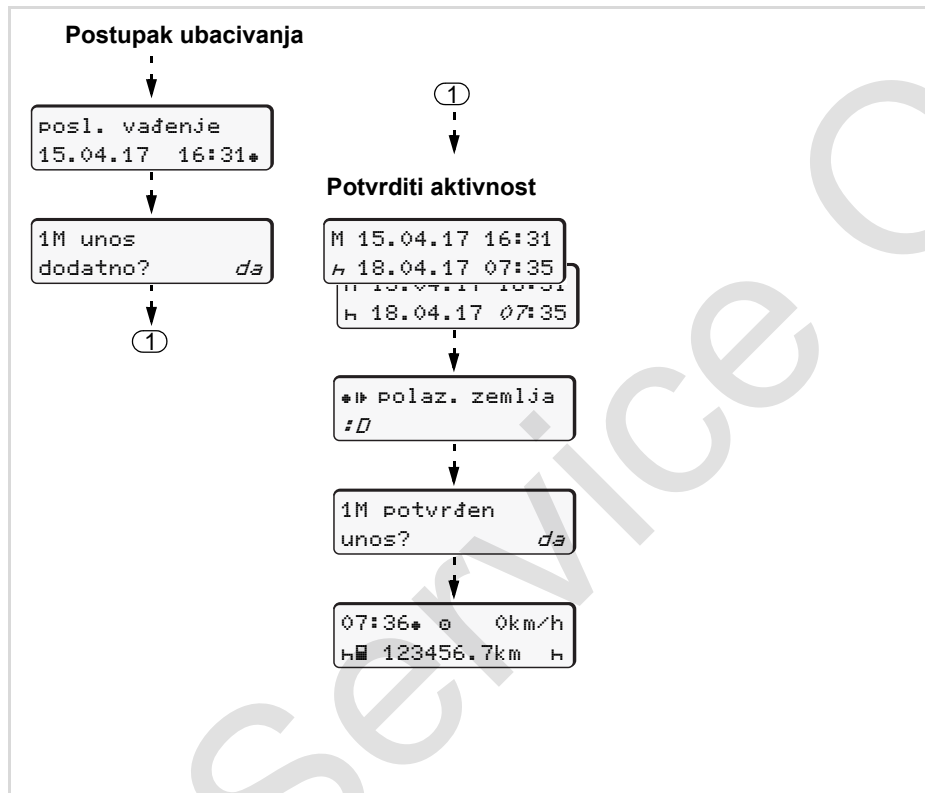 Postupak ubacivanja
posl. vađenje
15.04.17 16:31
1M unos
dodatno? da
1
1
Potvrditi aktivnost
M 15.04.17 16:31
18.04.17 07:35
18.04.17 07:35
polaz. zemlja
:D
1M potvrđen
unos? da
07:36 0km/h
123456.7km
Service